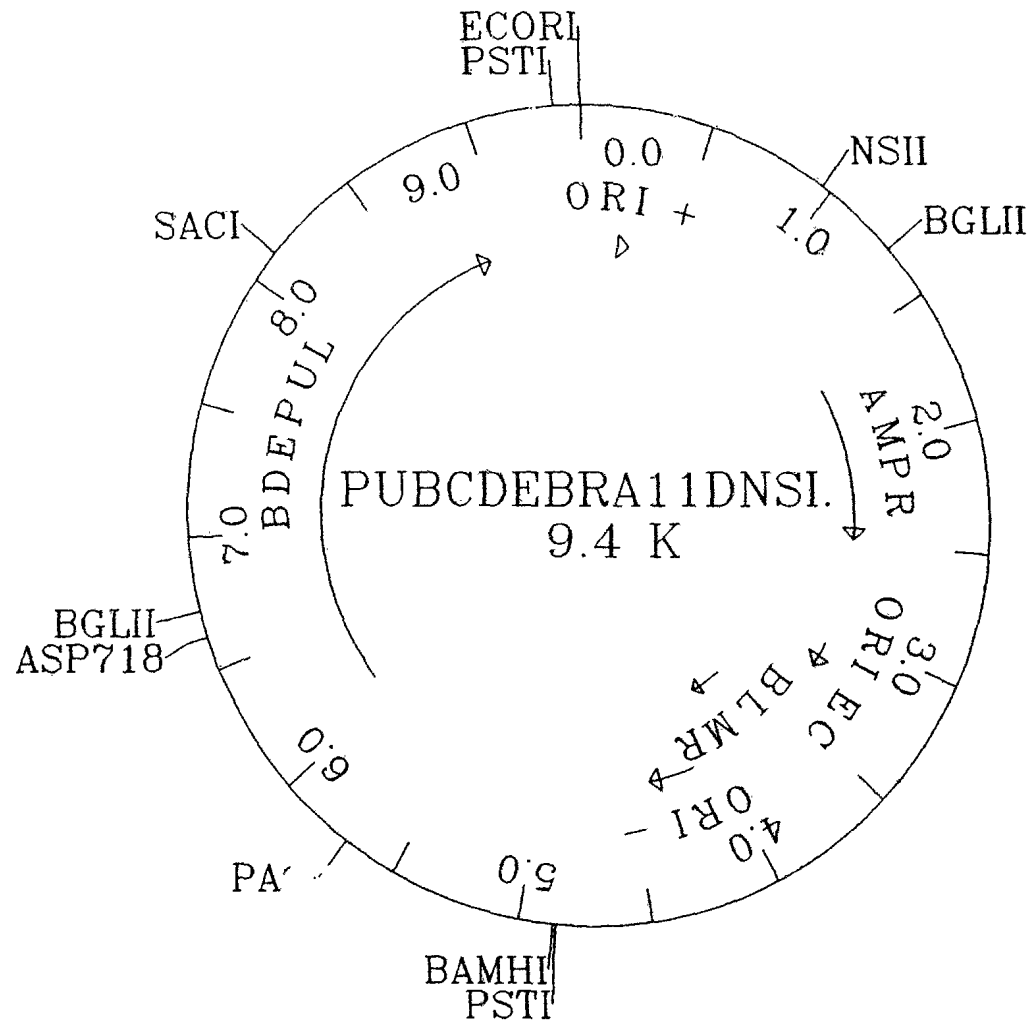 ECORI
PSTI
0.0
ORI +
NSII
1.0
BGLII
AMPR
2.0
ORI EC
3.0
BLMR
ORI -
4.0
5.0
BAMHI
PSTI
6.0
ASP718
BGLII
7.0
BDEPUL
8.0
SACI
9.0
PUBCDEBRA11DNSI.
9.4 K